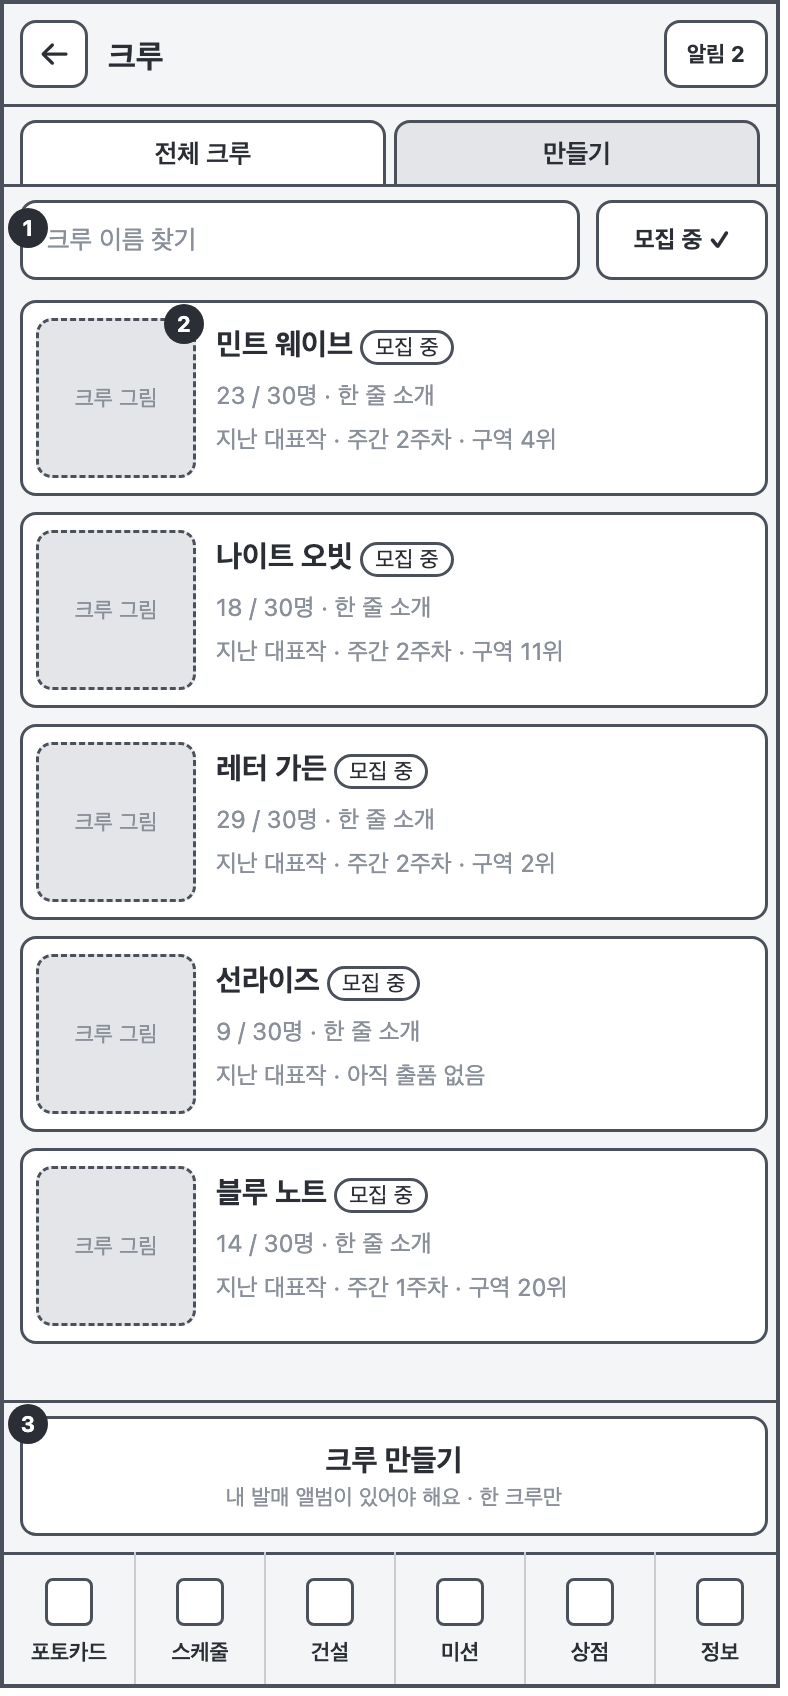 크루
알림 2
전체 크루
만들기
1
크루 이름 찾기
모집 중 ✓
2
크루 그림
민트 웨이브 모집 중
23 / 30명 · 한 줄 소개
지난 대표작 · 주간 2주차 · 구역 4위
크루 그림
나이트 오빗 모집 중
18 / 30명 · 한 줄 소개
지난 대표작 · 주간 2주차 · 구역 11위
크루 그림
레터 가든 모집 중
29 / 30명 · 한 줄 소개
지난 대표작 · 주간 2주차 · 구역 2위
크루 그림
선라이즈 모집 중
9 / 30명 · 한 줄 소개
지난 대표작 · 아직 출품 없음
크루 그림
블루 노트 모집 중
14 / 30명 · 한 줄 소개
지난 대표작 · 주간 1주차 · 구역 20위
3
크루 만들기
내 발매 앨범이 있어야 해요 · 한 크루만
포토카드
스케줄
건설
미션
상점
정보